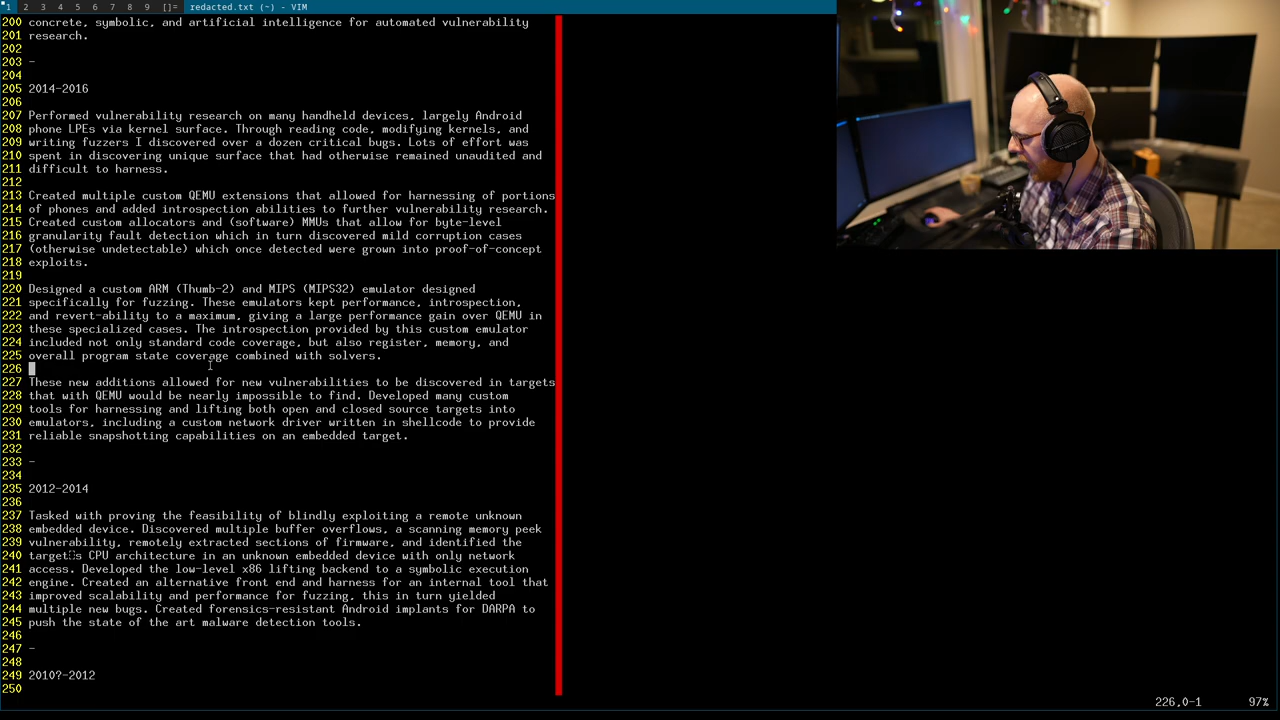 1 2 3 4 5 6 7 8 9 []= redacted.txt (~) - VIM
200 concrete, symbolic, and artificial intelligence for automated vulnerability
201 research.
202
203 -
204
205 2014-2016
206
207 Performed vulnerability research on many handheld devices, largely Android
208 phone LPEs via kernel surface. Through reading code, modifying kernels, and
209 writing fuzzers I discovered over a dozen critical bugs. Lots of effort was
210 spent in discovering unique surface that had otherwise remained unaudited and
211 difficult to harness.
212
213 Created multiple custom QEMU extensions that allowed for harnessing of portions
214 of phones and added introspection abilities to further vulnerability research.
215 Created custom allocators and (software) MMUs that allow for byte-level
216 granularity fault detection which in turn discovered mild corruption cases
217 (otherwise undetectable) which once detected were grown into proof-of-concept
218 exploits.
219
220 Designed a custom ARM (Thumb-2) and MIPS (MIPS32) emulator designed
221 specifically for fuzzing. These emulators kept performance, introspection,
222 and revert-ability to a maximum, giving a large performance gain over QEMU in
223 these specialized cases. The introspection provided by this custom emulator
224 included not only standard code coverage, but also register, memory, and
225 overall program state coverage combined with solvers.
226
227 These new additions allowed for new vulnerabilities to be discovered in targets
228 that with QEMU would be nearly impossible to find. Developed many custom
229 tools for harnessing and lifting both open and closed source targets into
230 emulators, including a custom network driver written in shellcode to provide
231 reliable snapshotting capabilities on an embedded target.
232
233 -
234
235 2012-2014
236
237 Tasked with proving the feasibility of blindly exploiting a remote unknown
238 embedded device. Discovered multiple buffer overflows, a scanning memory peek
239 vulnerability, remotely extracted sections of firmware, and identified the
240 target▯s CPU architecture in an unknown embedded device with only network
241 access. Developed the low-level x86 lifting backend to a symbolic execution
242 engine. Created an alternative front end and harness for an internal tool that
243 improved scalability and performance for fuzzing, this in turn yielded
244 multiple new bugs. Created forensics-resistant Android implants for DARPA to
245 push the state of the art malware detection tools.
246
247 -
248
249 2010?-2012
250
226,0-1 97%